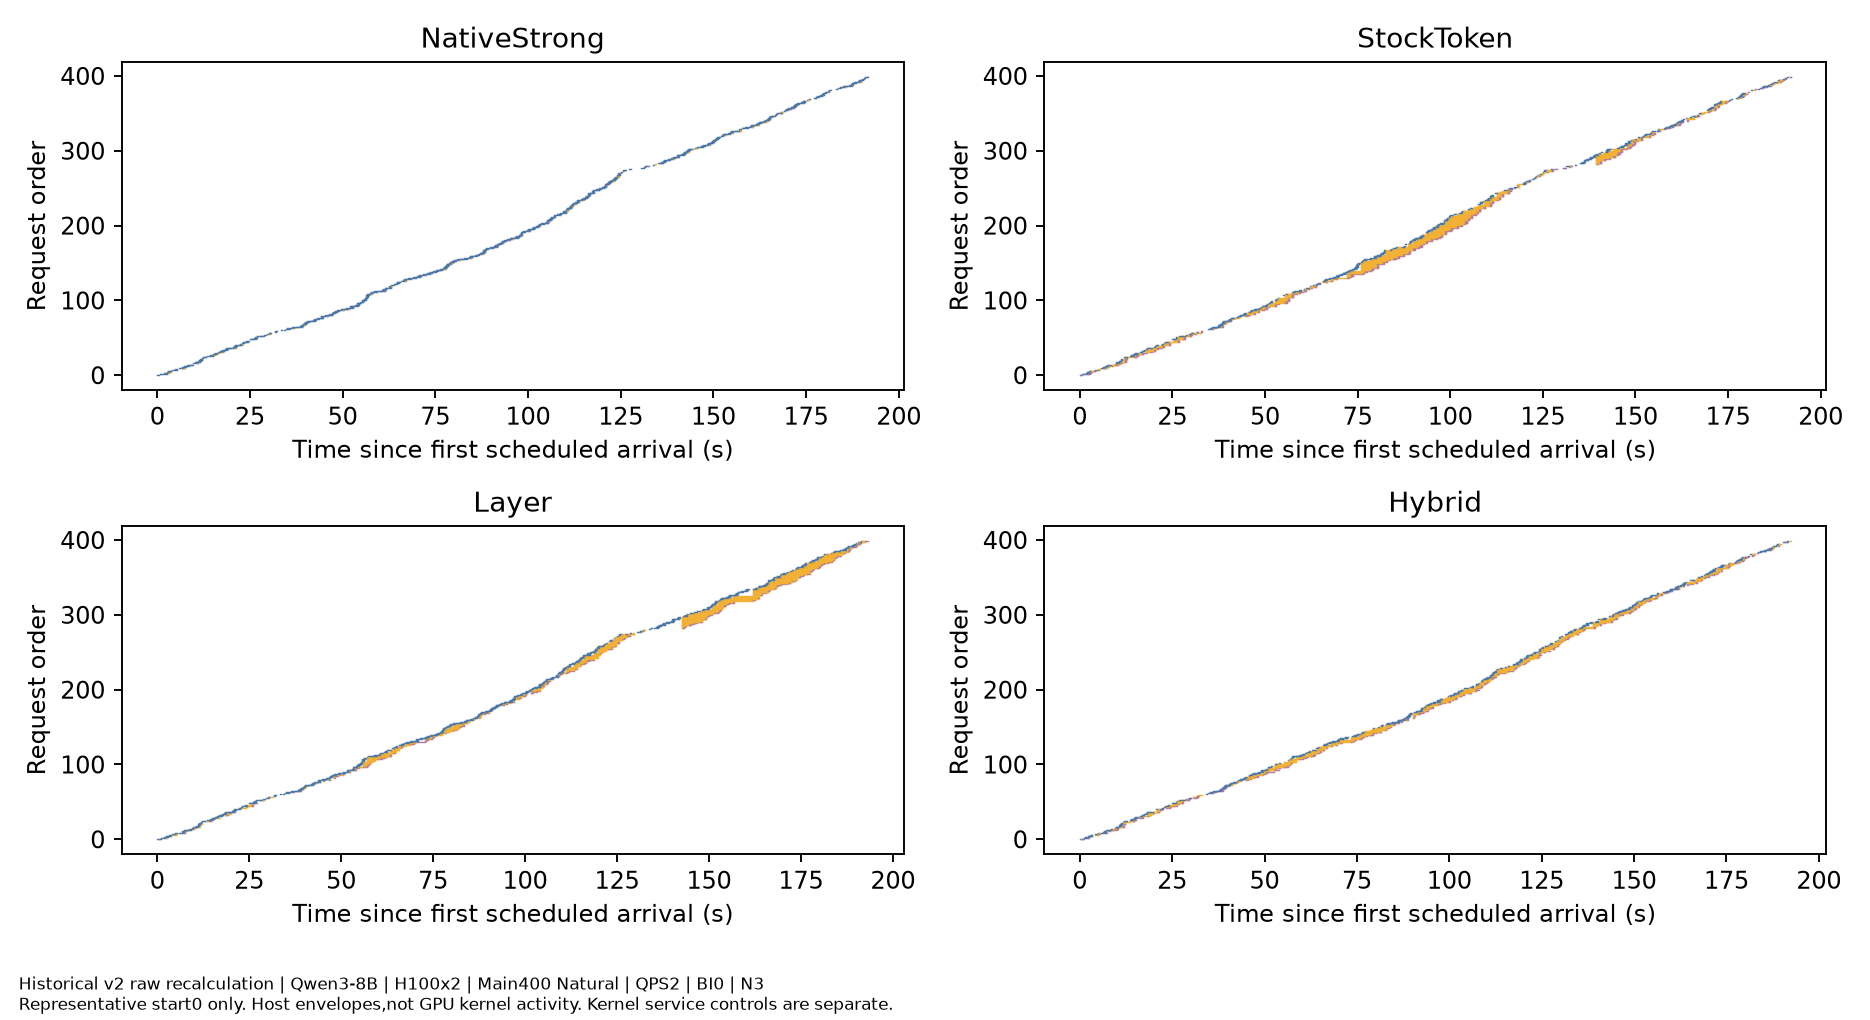 NativeStrong
400
300
200
100
0
Request order
0 25 50 75 100 125 150 175 200
Time since first scheduled arrival (s)
StockToken
400
300
200
100
0
Request order
0 25 50 75 100 125 150 175 200
Time since first scheduled arrival (s)
Layer
400
300
200
100
0
Request order
0 25 50 75 100 125 150 175 200
Time since first scheduled arrival (s)
Hybrid
400
300
200
100
0
Request order
0 25 50 75 100 125 150 175 200
Time since first scheduled arrival (s)
Historical v2 raw recalculation | Qwen3-8B | H100x2 | Main400 Natural | QPS2 | BI0 | N3
Representative start0 only. Host envelopes,not GPU kernel activity. Kernel service controls are separate.